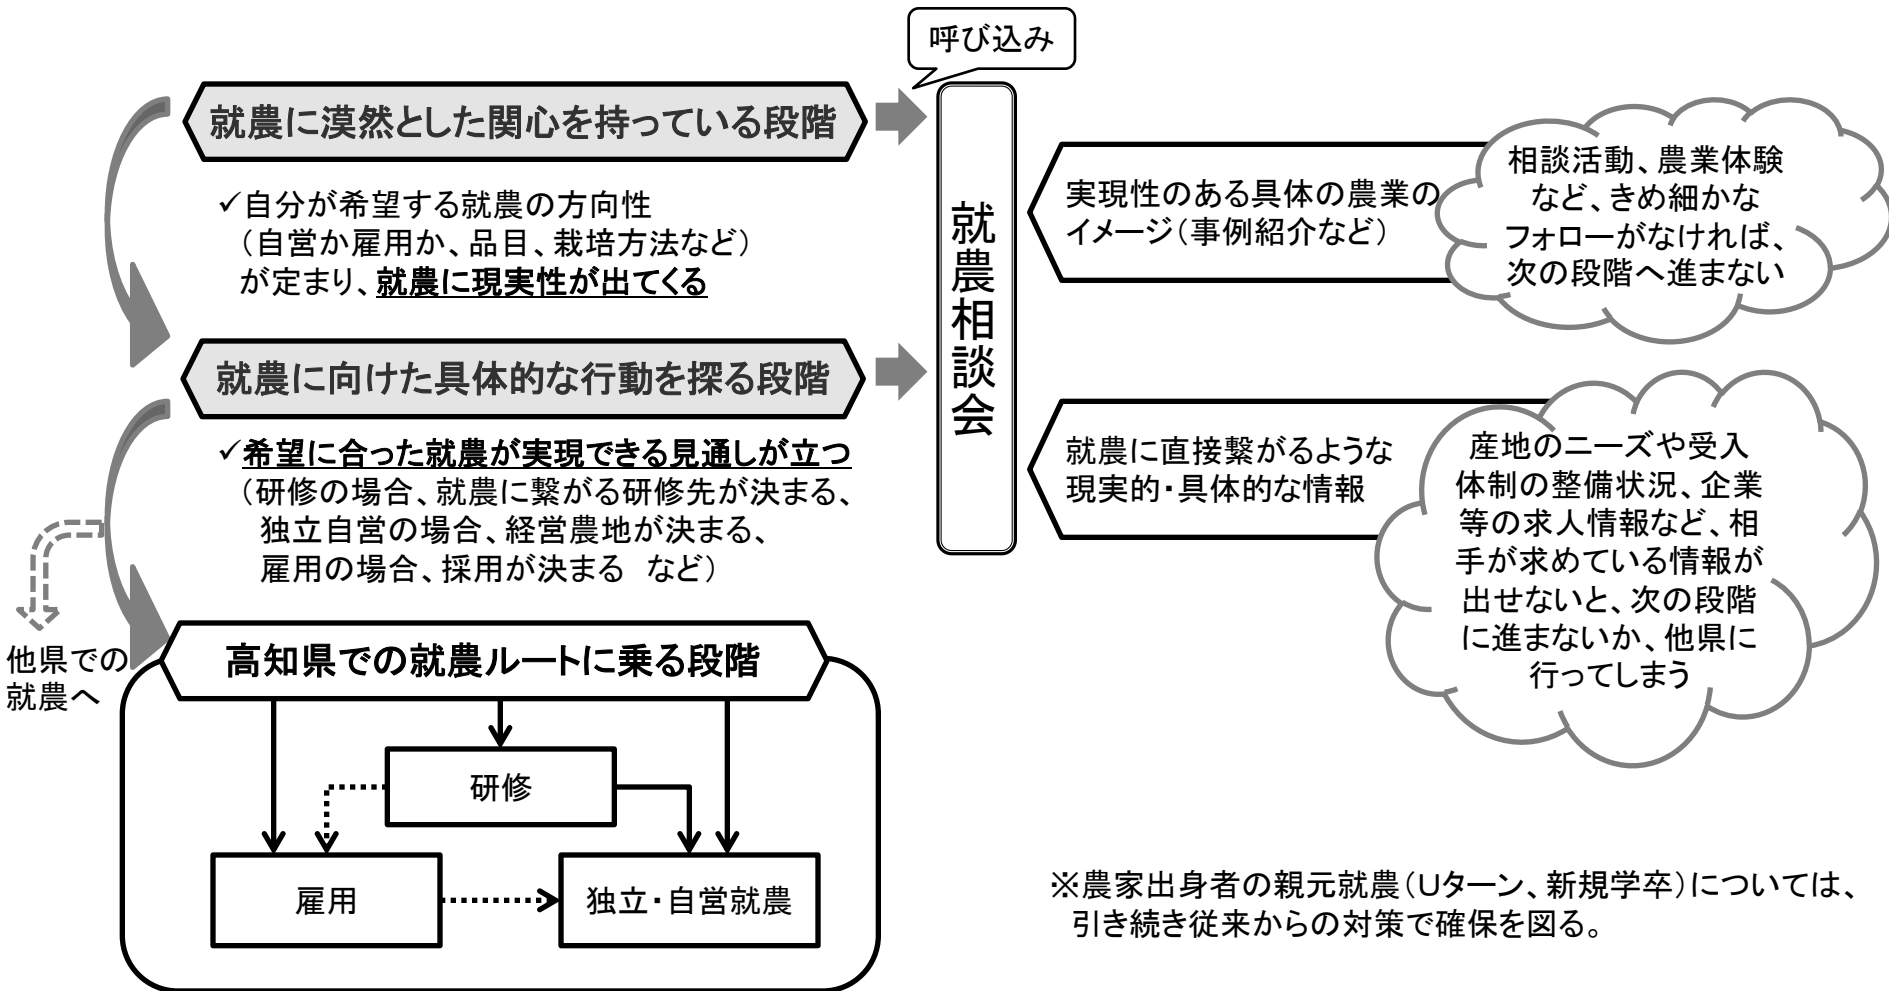 呼び込み
就農に漠然とした関心を持っている段階
✓自分が希望する就農の方向性
（自営か雇用か、品目、栽培方法など）
が定まり、就農に現実性が出てくる
就農に向けた具体的な行動を探る段階
✓希望に合った就農が実現できる見通しが立つ
（研修の場合、就農に繋がる研修先が決まる、
独立自営の場合、経営農地が決まる、
雇用の場合、採用が決まる　など）
他県での
就農へ
高知県での就農ルートに乗る段階
研修
雇用
独立・自営就農
就農相談会
実現性のある具体の農業の
イメージ（事例紹介など）
相談活動、農業体験
など、きめ細かな
フォローがなければ、
次の段階へ進まない
就農に直接繋がるような
現実的・具体的な情報
産地のニーズや受入
体制の整備状況、企業
等の求人情報など、相
手が求めている情報が
出せないと、次の段階
に進まないか、他県に
行ってしまう
※農家出身者の親元就農（Uターン、新規学卒）については、
引き続き従来からの対策で確保を図る。